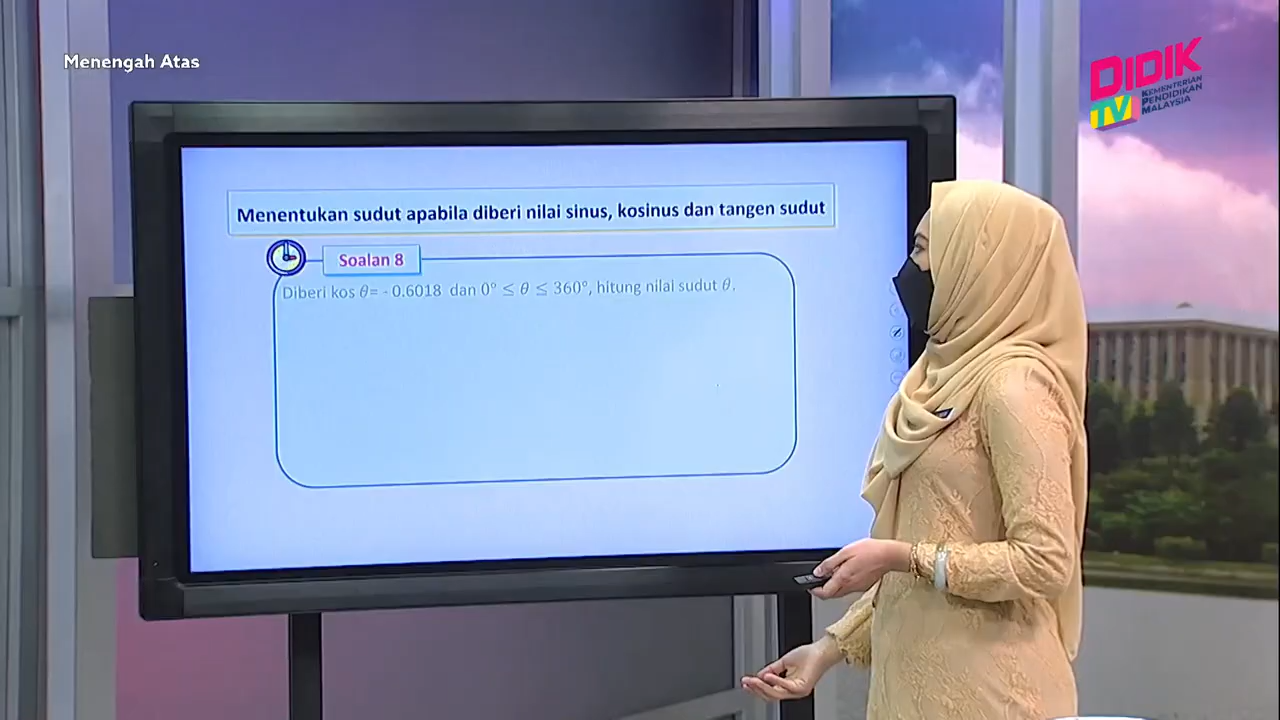 Menengah Atas
DIDIK
TV
KEMENTERIAN
PENDIDIKAN
MALAYSIA
Menentukan sudut apabila diberi nilai sinus, kosinus dan tangen sudut
Soalan 8
Diberi kos θ= - 0.6018 dan 0° ≤ θ ≤ 360°, hitung nilai sudut θ.